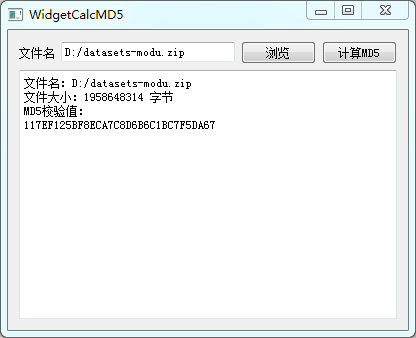 WidgetCalcMD5
文件名 D:/datasets-modu.zip 浏览 计算MD5
文件名：D:/datasets-modu.zip
文件大小：1958648314 字节
MD5校验值：
117EF125BF8ECA7C8D6B6C1BC7F5DA67